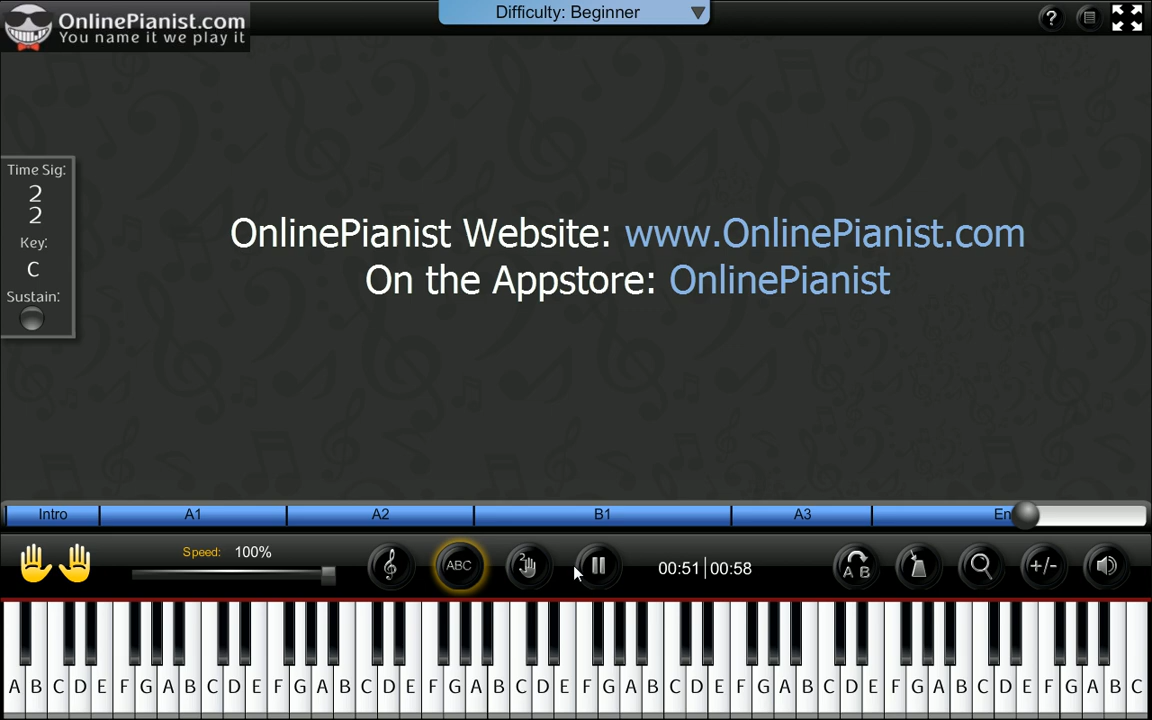 OnlinePianist.com
You name it we play it
Difficulty: Beginner
?
Time Sig:
2
2
Key:
C
Sustain:
OnlinePianist Website: www.OnlinePianist.com
On the Appstore: OnlinePianist
Intro A1 A2 B1 A3 En
Speed: 100%
ABC
2
00:51|00:58
A B
+/-
A B C D E F G A B C D E F G A B C D E F G A B C D E F G A B C D E F G A B C D E F G A B C